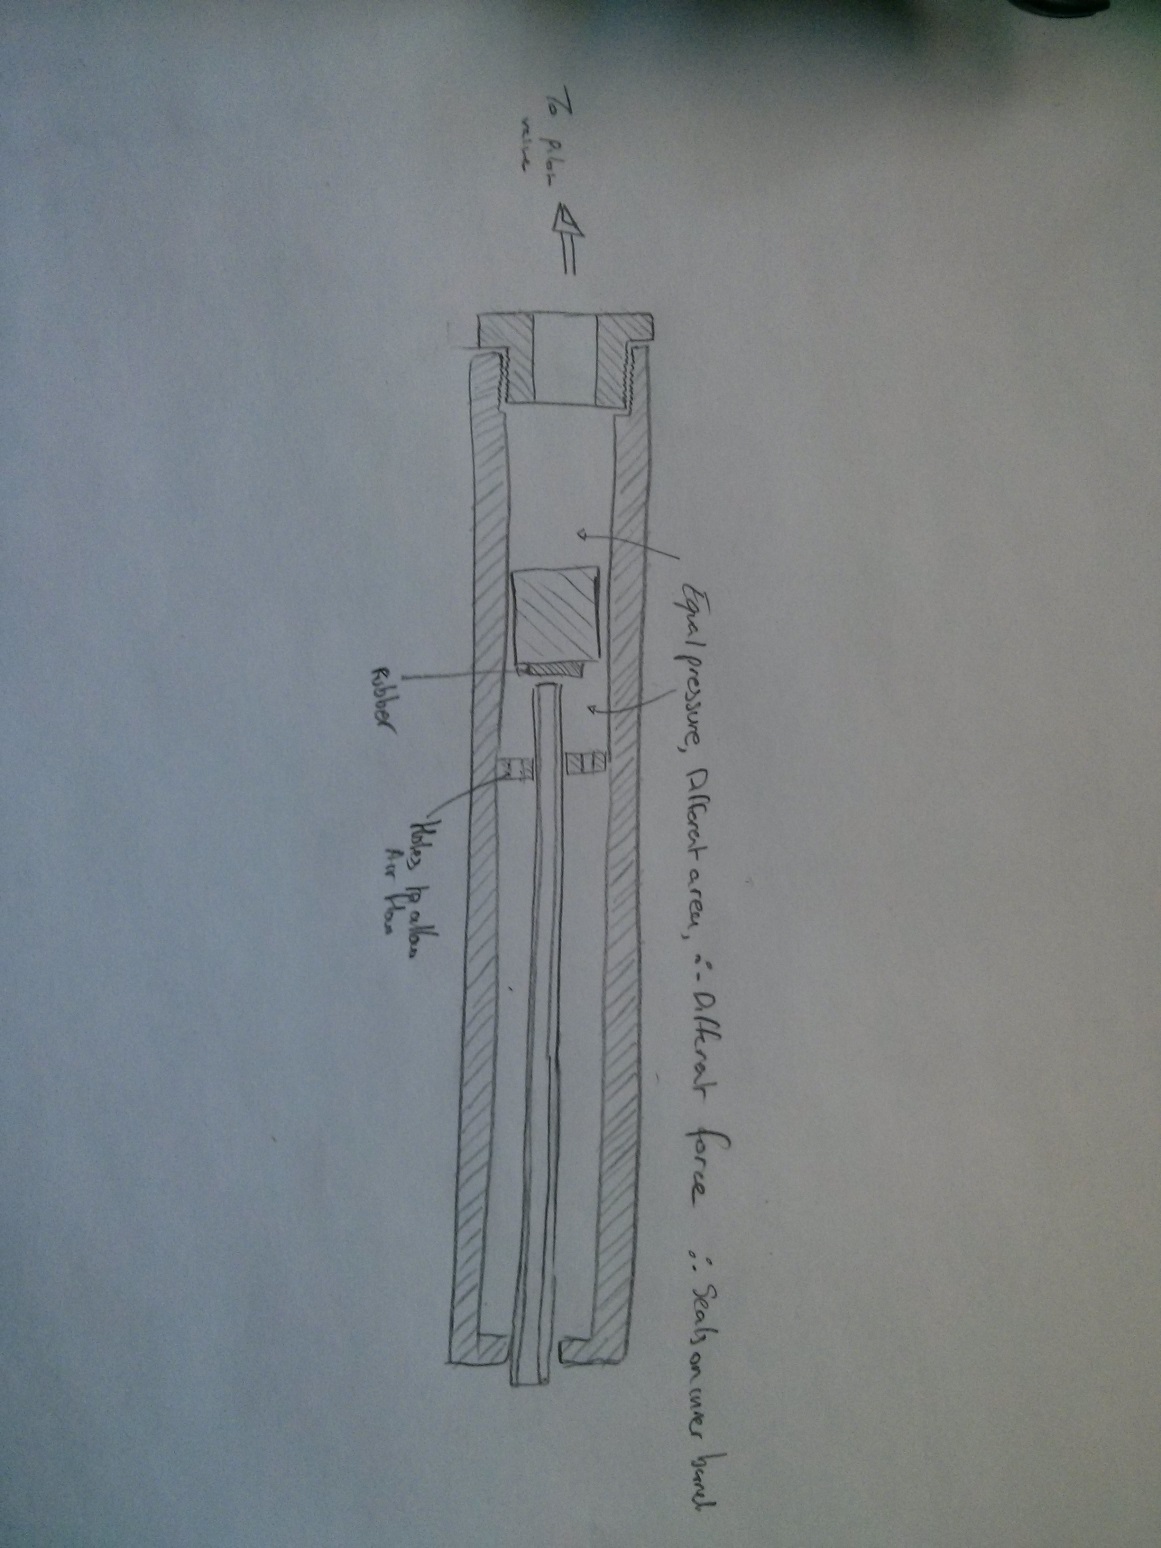 Equal pressure, Different area, ∴ Different force ∴ Seals on inner barrel
To pilot
valve
Holes to allow
Air flow
Rubber